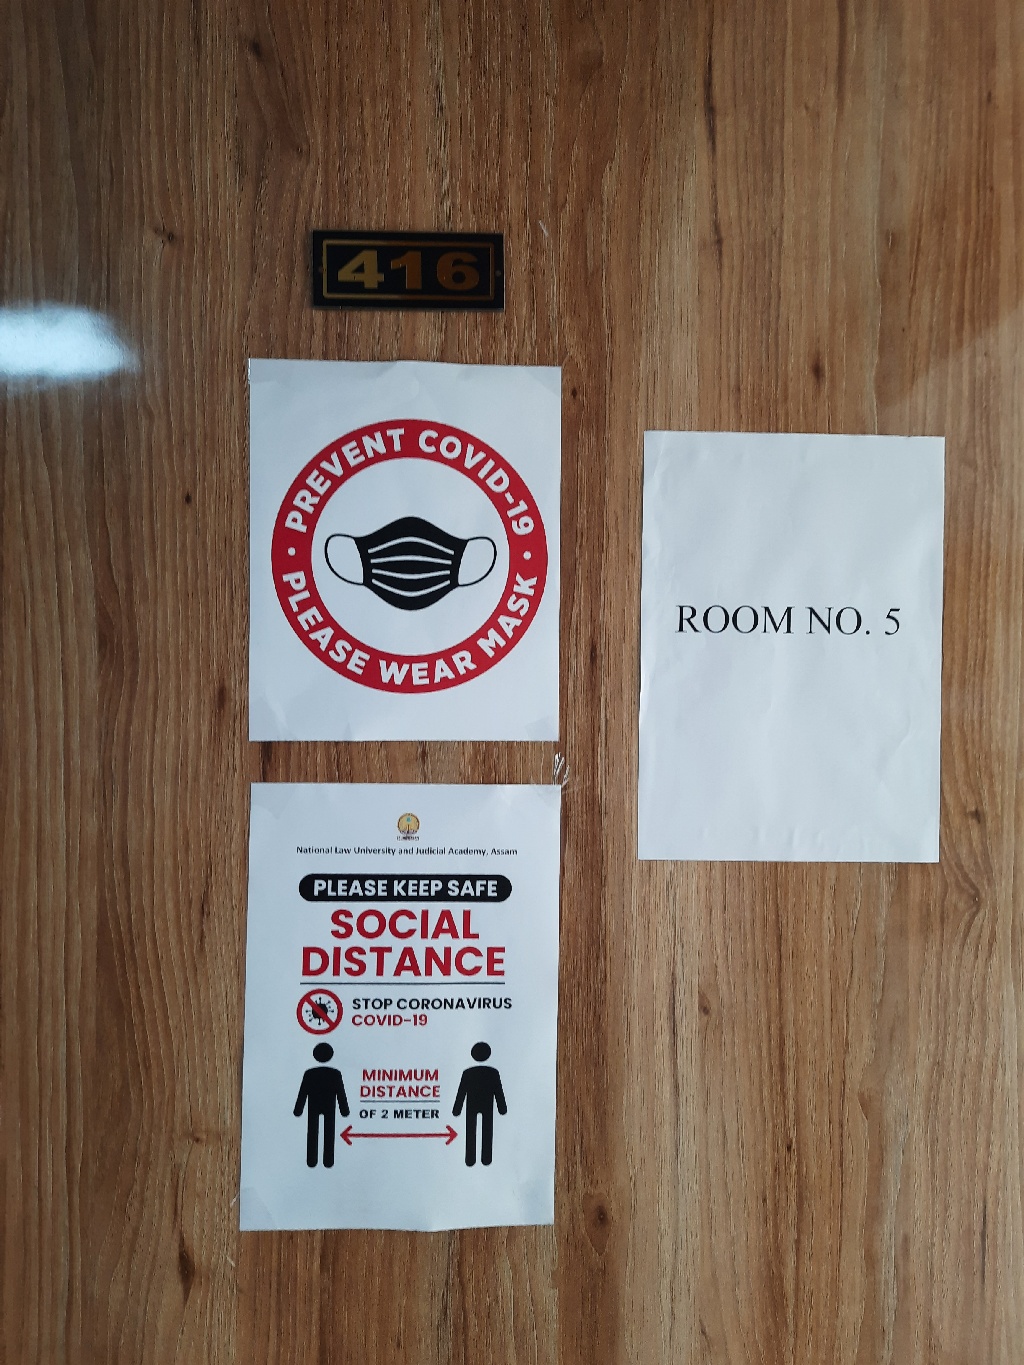 416
PREVENT COVID-19
PLEASE WEAR MASK
ROOM NO. 5
National Law University and Judicial Academy, Assam
PLEASE KEEP SAFE
SOCIAL
DISTANCE
STOP CORONAVIRUS
COVID-19
MINIMUM
DISTANCE
OF 2 METER